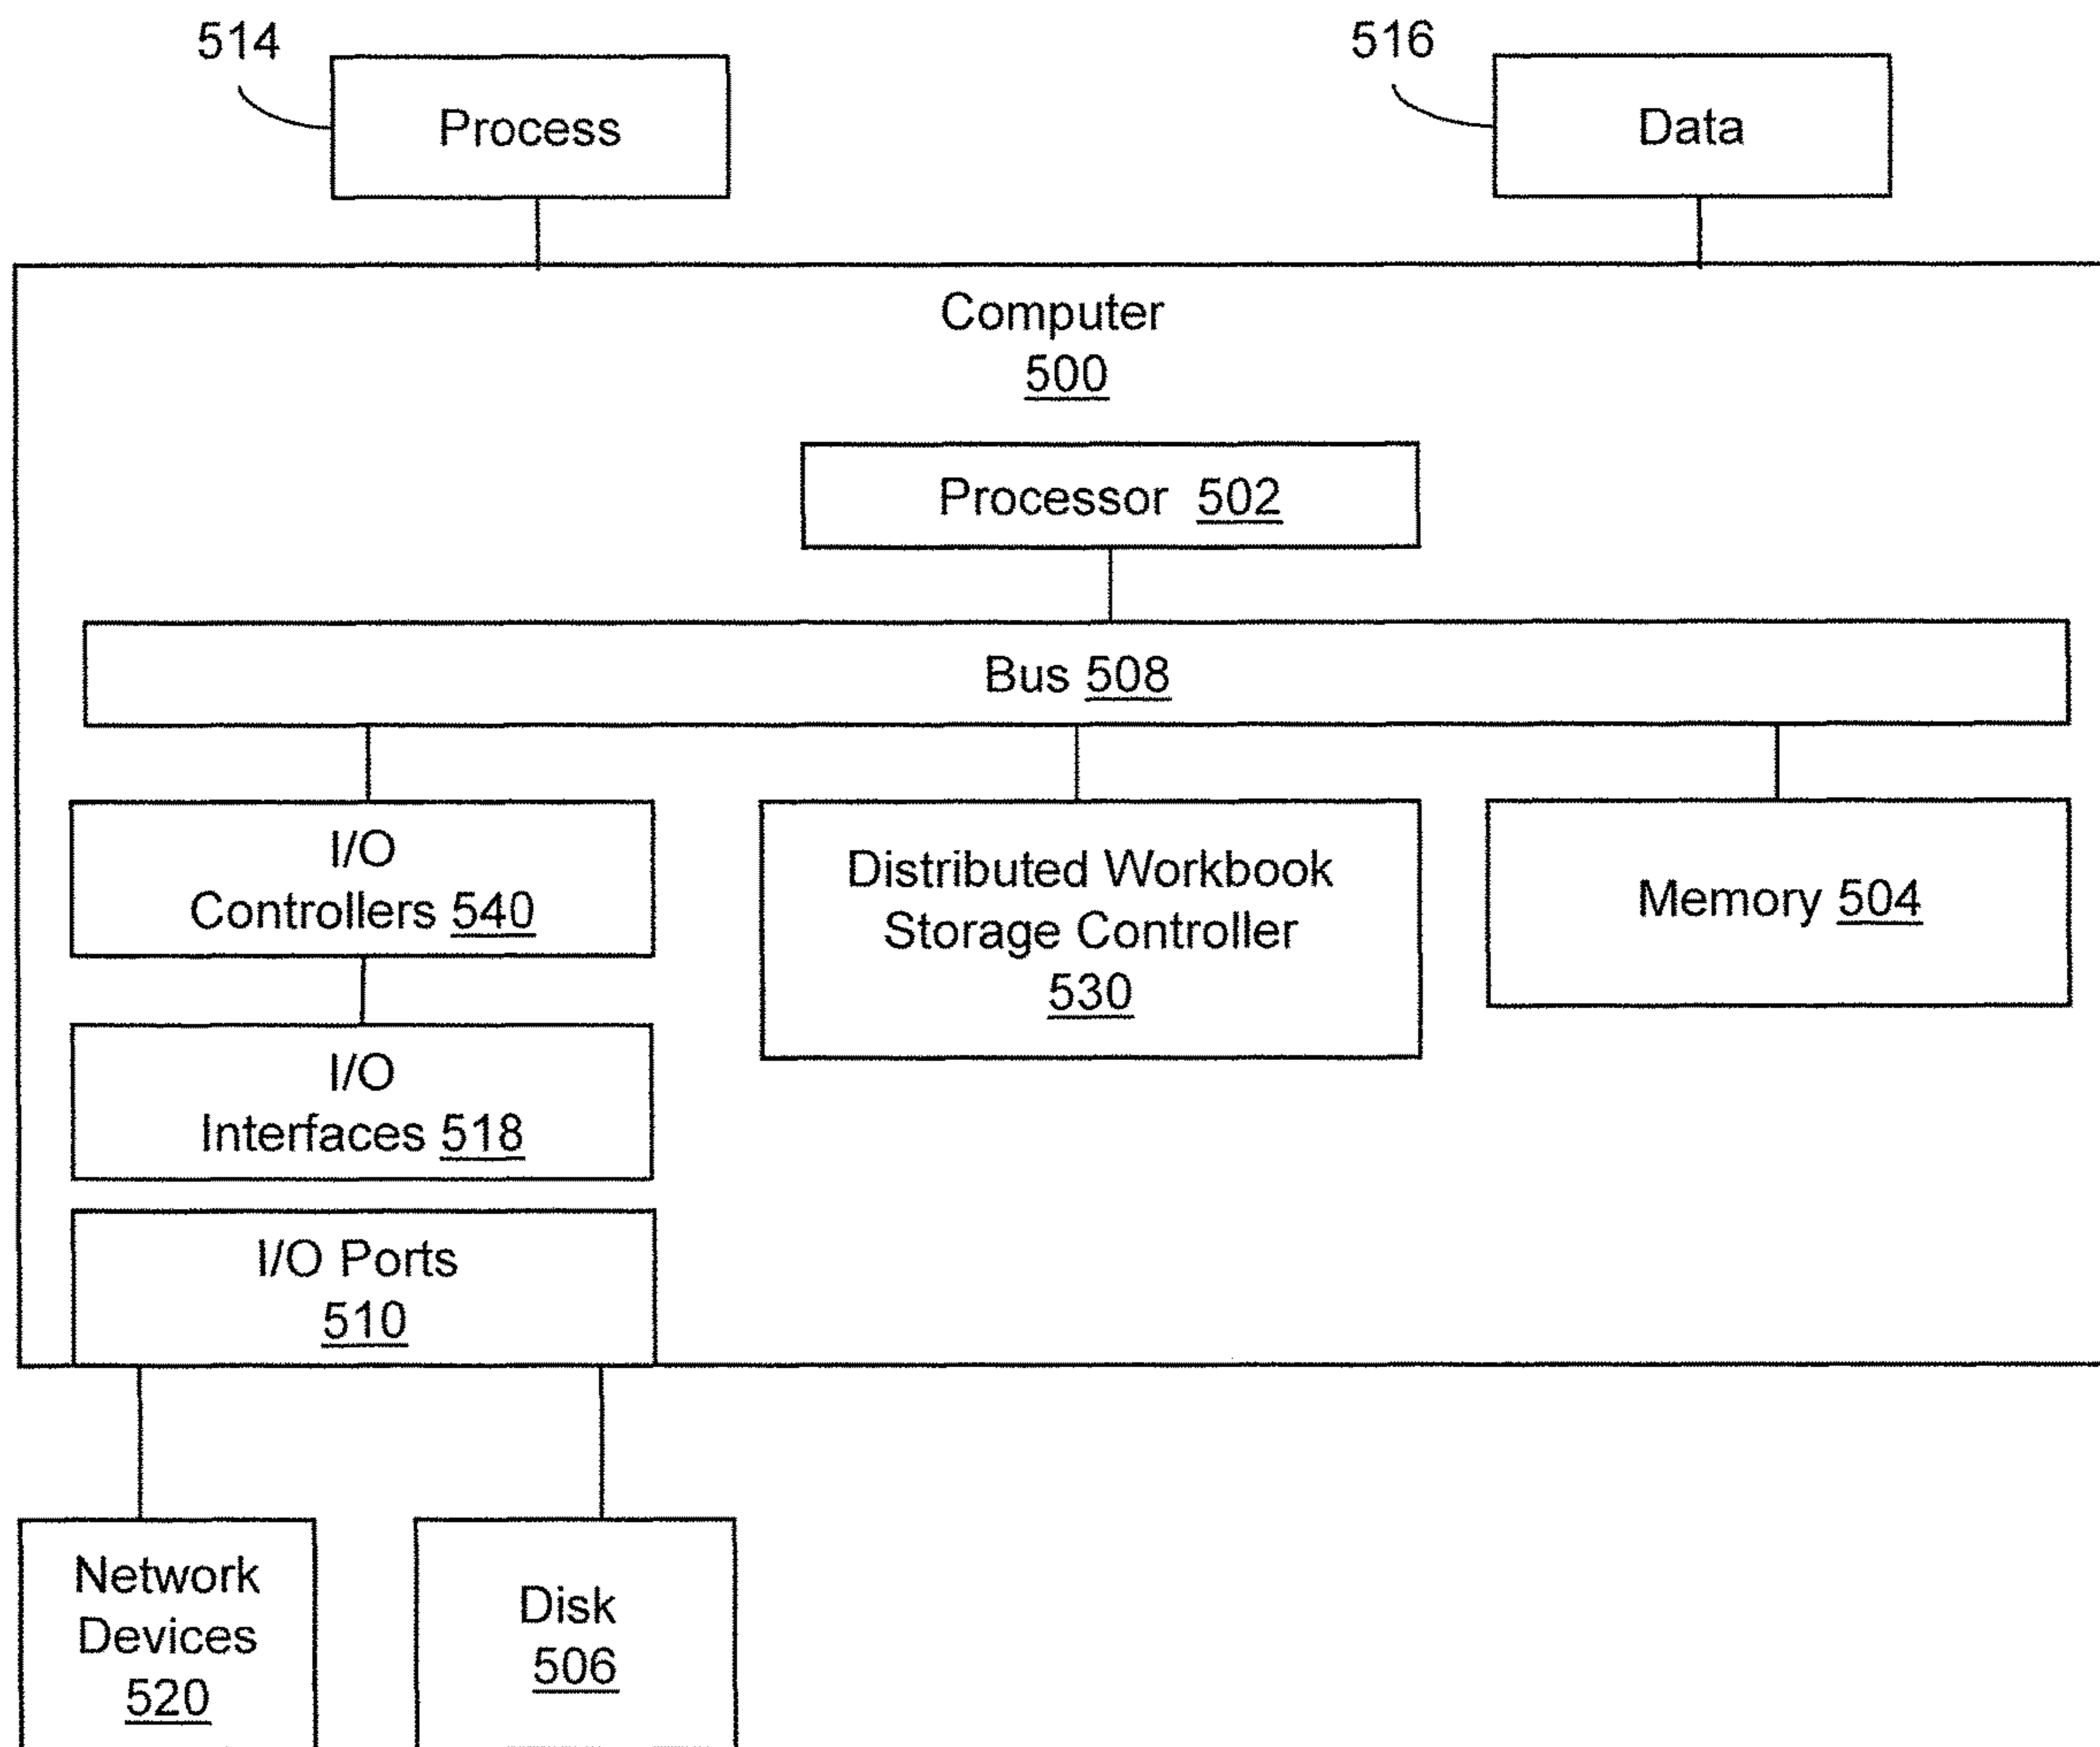 514
Process
516
Data
Computer
500
Processor 502
Bus 508
I/O
Controllers 540
Distributed Workbook
Storage Controller
530
Memory 504
I/O
Interfaces 518
I/O Ports
510
Network
Devices
520
Disk
506